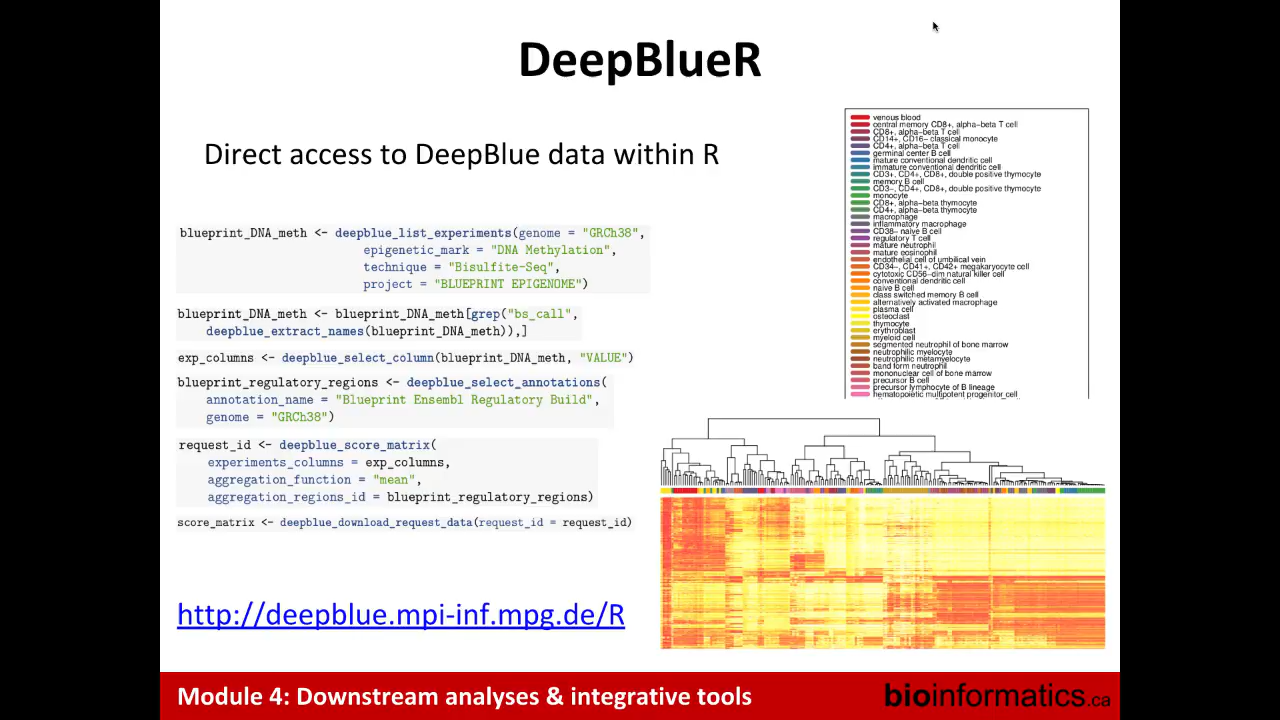 DeepBlueR
Direct access to DeepBlue data within R
blueprint_DNA_meth <- deepblue_list_experiments(genome = "GRCh38",
epigenetic_mark = "DNA Methylation",
technique = "Bisulfite-Seq",
project = "BLUEPRINT EPIGENOME")
blueprint_DNA_meth <- blueprint_DNA_meth[grep("bs_call",
deepblue_extract_names(blueprint_DNA_meth)),]
exp_columns <- deepblue_select_column(blueprint_DNA_meth, "VALUE")
blueprint_regulatory_regions <- deepblue_select_annotations(
annotation_name = "Blueprint Ensembl Regulatory Build",
genome = "GRCh38")
request_id <- deepblue_score_matrix(
experiments_columns = exp_columns,
aggregation_function = "mean",
aggregation_regions_id = blueprint_regulatory_regions)
score_matrix <- deepblue_download_request_data(request_id = request_id)
http://deepblue.mpi-inf.mpg.de/R
venous blood
central memory CD8+, alpha-beta T cell
CD8+, alpha-beta T cell
CD14+, CD16- classical monocyte
CD4+, alpha-beta T cell
germinal center B cell
mature conventional dendritic cell
immature conventional dendritic cell
CD3+, CD4+, CD8+, double positive thymocyte
memory B cell
CD3-, CD4+, CD8+, double positive thymocyte
monocyte
CD8+, alpha-beta thymocyte
CD4+, alpha-beta thymocyte
macrophage
inflammatory macrophage
CD38- naive B cell
regulatory T cell
mature neutrophil
mature eosinophil
endothelial cell of umbilical vein
CD34-, CD41+, CD42+ megakaryocyte cell
cytotoxic CD56-dim natural killer cell
conventional dendritic cell
naive B cell
class switched memory B cell
alternatively activated macrophage
plasma cell
osteoclast
thymocyte
erythroblast
myeloid cell
segmented neutrophil of bone marrow
neutrophilic myelocyte
neutrophilic metamyelocyte
band form neutrophil
mononuclear cell of bone marrow
precursor B cell
precursor lymphocyte of B lineage
hematopoietic multipotent progenitor cell
Module 4: Downstream analyses & integrative tools
bioinformatics.ca